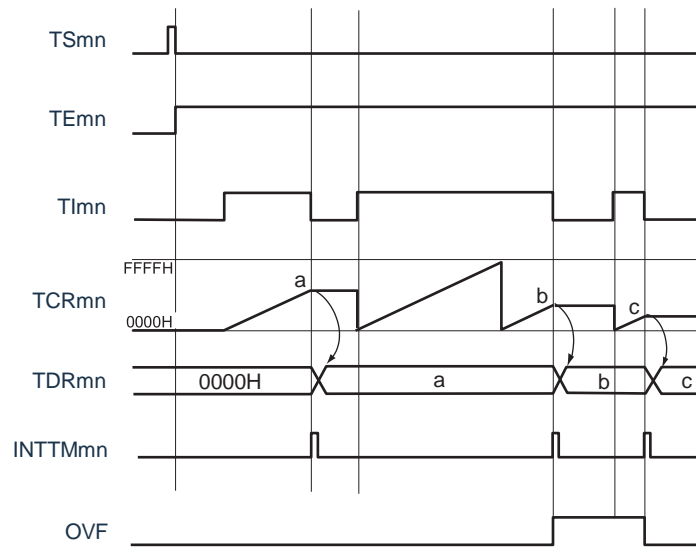 TSmn
TEmn
TImn
FFFFH
a
b
c
TCRmn
0000H
TDRmn
0000H
a
b
c
INTTMmn
OVF